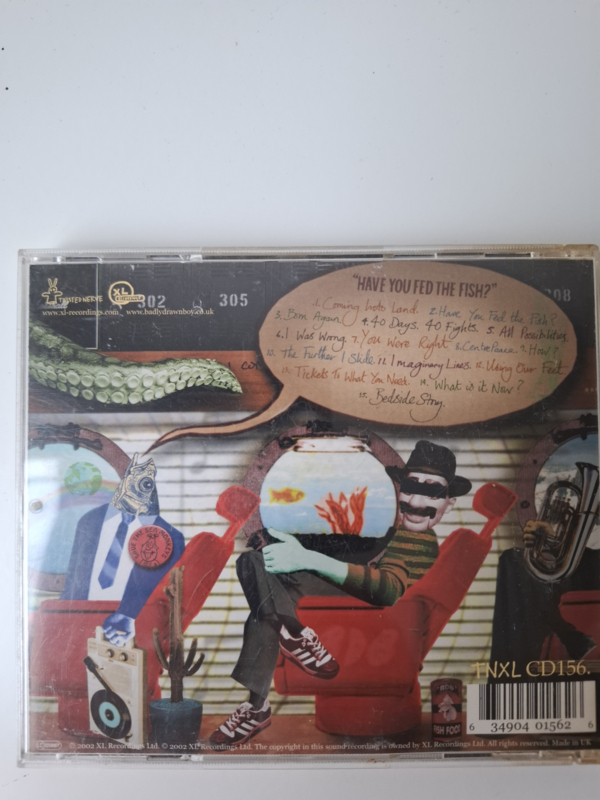 TWISTED NERVE
XL RECORDINGS
www.xl-recordings.com www.badlydrawnboy.co.uk
302
305
308
"HAVE YOU FED THE FISH?"
1. Coming Into Land. 2. Have You Fed the Fish?
3. Born Again. 4. 40 Days, 40 Fights. 5. All Possibilities.
6. I Was Wrong. 7. You Were Right. 8. Centre Peace. 9. How?
10. The Further I Slide. 11. Imaginary Lines. 12. Using Our Feet
13. Tickets To What You Need. 14. What is it Now?
15. Bedside Story.
TNXL CD156.
FISH FOOD
6 34904 01562 6
© 2002 XL Recordings Ltd. © 2002 XL Recordings Ltd. The copyright in this sound recording is owned by XL Recordings Ltd. All rights reserved. Made in UK